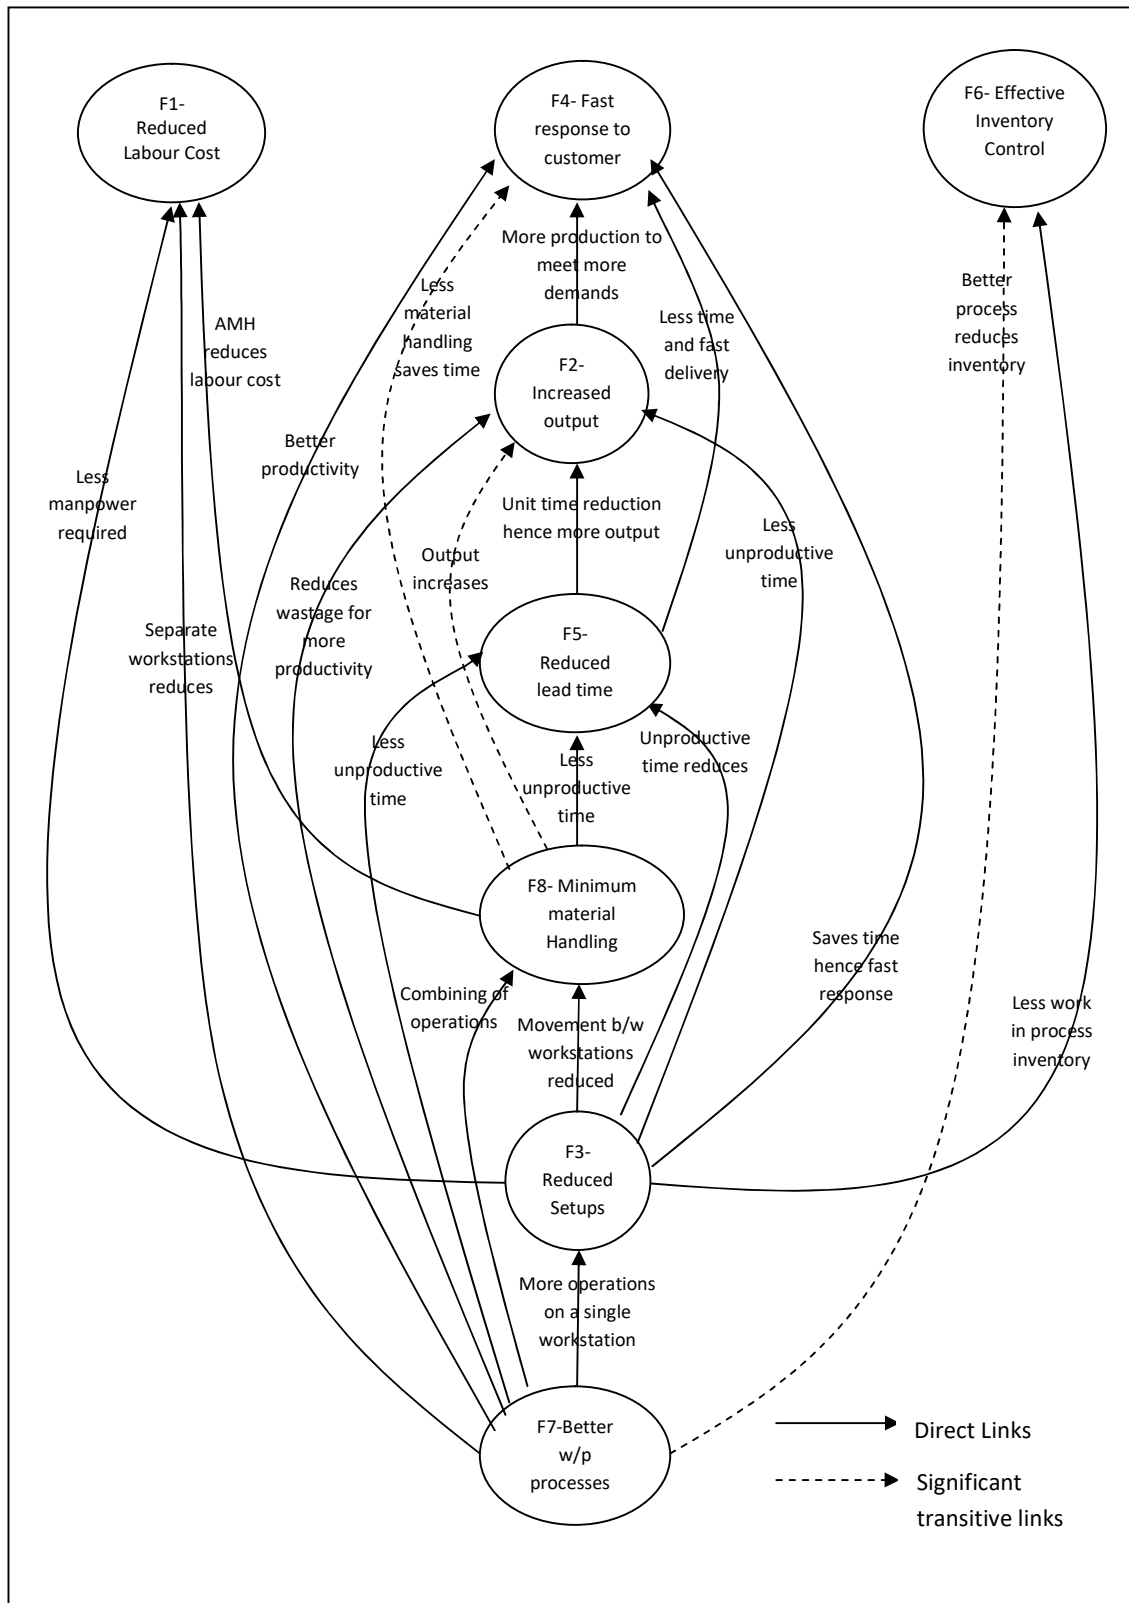 F1-
Reduced
Labour Cost
F4- Fast
response to
customer
F6- Effective
Inventory
Control
More production to
meet more
demands
Less
material
handling
saves time
Better
process
reduces
inventory
AMH
reduces
labour cost
Less time
and fast
delivery
F2-
Increased
output
Better
productivity
Less
manpower
required
Unit time reduction
hence more output
Less
unproductive
time
Output
increases
Reduces
wastage for
more
productivity
Separate
workstations
reduces
F5-
Reduced
lead time
Less
unproductive
time
Less
unproductive
time
Unproductive
time reduces
F8- Minimum
material
Handling
Saves time
hence fast
response
Combining of
operations
Movement b/w
workstations
reduced
Less work
in process
inventory
F3-
Reduced
Setups
More operations
on a single
workstation
F7-Better
w/p
processes
Direct Links
Significant
transitive links